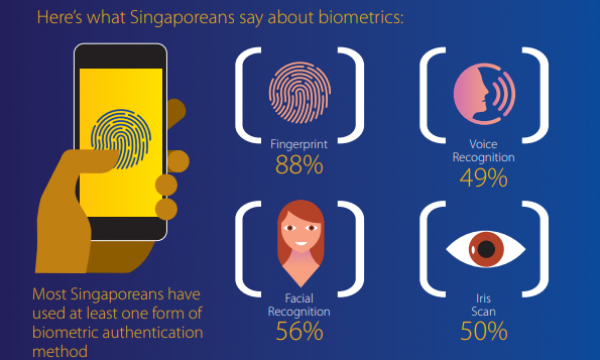 Here's what Singaporeans say about biometrics:
Fingerprint
88%
Voice
Recognition
49%
Facial
Recognition
56%
Iris
Scan
50%
Most Singaporeans have
used at least one form of
biometric authentication
method